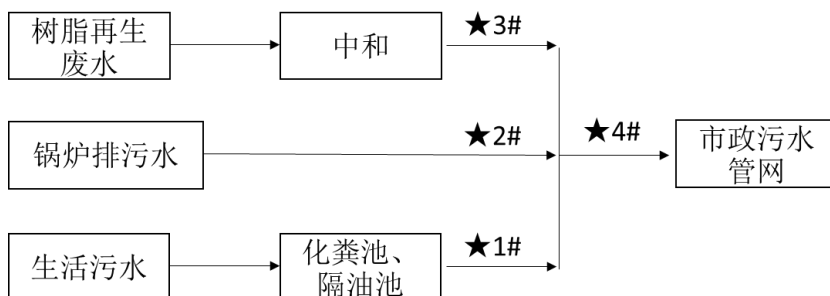 树脂再生
废水
中和
★3#
锅炉排污水
★2#
★4#
市政污水
管网
生活污水
化粪池、
隔油池
★1#